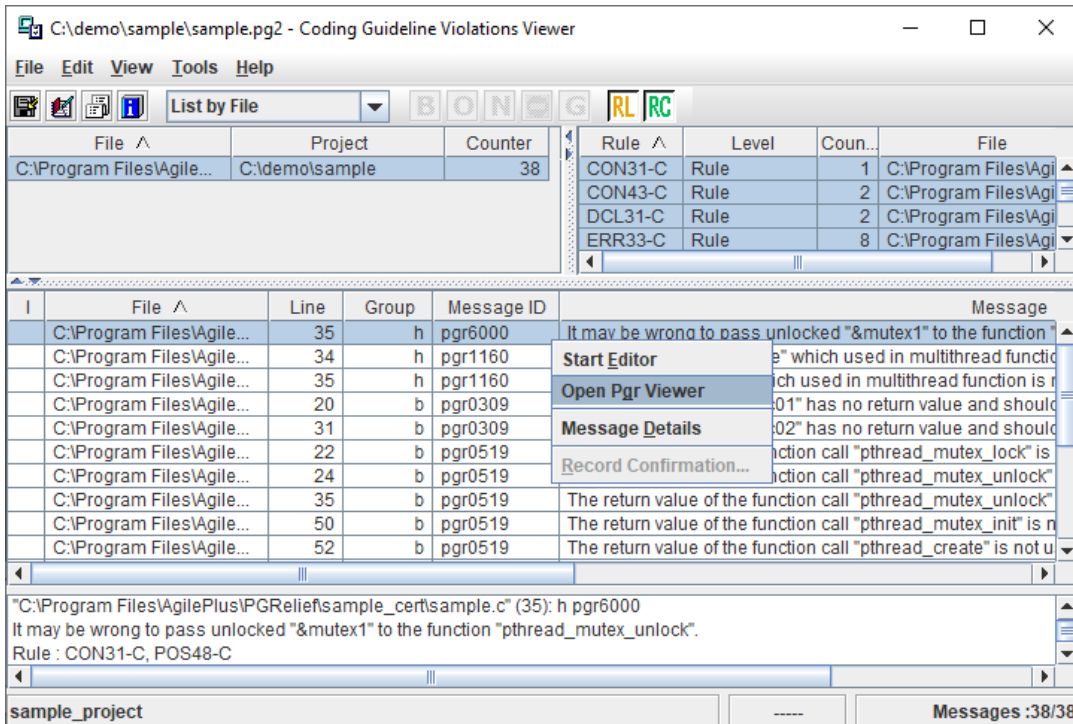 C:\demo\sample\sample.pg2 - Coding Guideline Violations Viewer
File Edit View Tools Help
List by File B O N G RL RC
File Project Counter
C:\Program Files\Agile... C:\demo\sample 38
Rule Level Coun... File
CON31-C Rule 1 C:\Program Files\Agi
CON43-C Rule 2 C:\Program Files\Agi
DCL31-C Rule 2 C:\Program Files\Agi
ERR33-C Rule 8 C:\Program Files\Agi
I File Line Group Message ID Message
C:\Program Files\Agile... 35 h pgr6000 It may be wrong to pass unlocked "&mutex1" to the function "
C:\Program Files\Agile... 34 h pgr1160 e" which used in multithread functio
C:\Program Files\Agile... 35 h pgr1160 ich used in multithread function is r
C:\Program Files\Agile... 20 b pgr0309 :01" has no return value and should
C:\Program Files\Agile... 31 b pgr0309 :02" has no return value and should
C:\Program Files\Agile... 22 b pgr0519 nction call "pthread_mutex_lock" is
C:\Program Files\Agile... 24 b pgr0519 nction call "pthread_mutex_unlock"
C:\Program Files\Agile... 35 b pgr0519 The return value of the function call "pthread_mutex_unlock"
C:\Program Files\Agile... 50 b pgr0519 The return value of the function call "pthread_mutex_init" is n
C:\Program Files\Agile... 52 b pgr0519 The return value of the function call "pthread_create" is not u
Start Editor
Open Pgr Viewer
Message Details
Record Confirmation...
"C:\Program Files\AgilePlus\PGRelief\sample_cert\sample.c" (35): h pgr6000
It may be wrong to pass unlocked "&mutex1" to the function "pthread_mutex_unlock".
Rule : CON31-C, POS48-C
sample_project ----- Messages :38/38